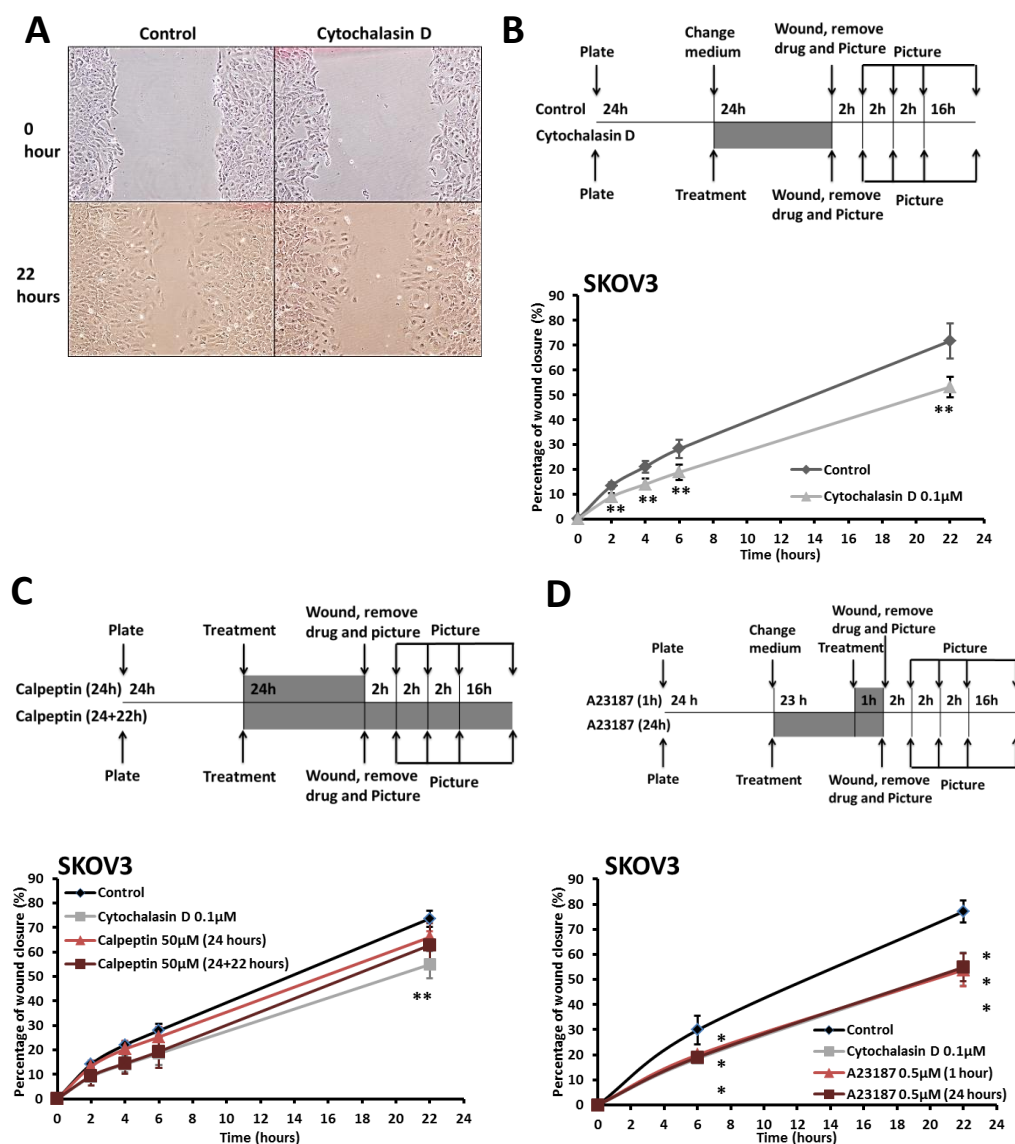 A
Control
Cytochalasin D
0
hour
22
hours
B
Plate
Change
medium
Wound, remove
drug and Picture
Picture
Control
24h
24h
2h
2h
2h
16h
Cytochalasin D
Plate
Treatment
Wound, remove
drug and Picture
Picture
SKOV3
Percentage of wound closure (%)
90
80
70
60
50
40
30
20
10
0
**
**
**
**
Control
Cytochalasin D 0.1µM
0 2 4 6 8 10 12 14 16 18 20 22 24
Time (hours)
C
Plate
Treatment
Wound, remove
drug and picture
Picture
Calpeptin (24h)
24h
24h
2h
2h
2h
16h
Calpeptin (24+22h)
Plate
Treatment
Wound, remove
drug and Picture
Picture
SKOV3
Percentage of wound closure (%)
90
80
70
60
50
40
30
20
10
0
Control
Cytochalasin D 0.1µM
Calpeptin 50µM (24 hours)
Calpeptin 50µM (24+22 hours)
**
0 2 4 6 8 10 12 14 16 18 20 22 24
Time (hours)
D
Plate
Change
medium
Treatment
Wound, remove
drug and Picture
Picture
A23187 (1h)
24 h
23 h
1h
2h
2h
2h
16h
A23187 (24h)
Plate
Treatment
Wound, remove
drug and Picture
Picture
SKOV3
Percentage of wound closure (%)
90
80
70
60
50
40
30
20
10
0
*
*
*
*
*
*
Control
Cytochalasin D 0.1µM
A23187 0.5µM (1 hour)
A23187 0.5µM (24 hours)
0 2 4 6 8 10 12 14 16 18 20 22 24
Time (hours)